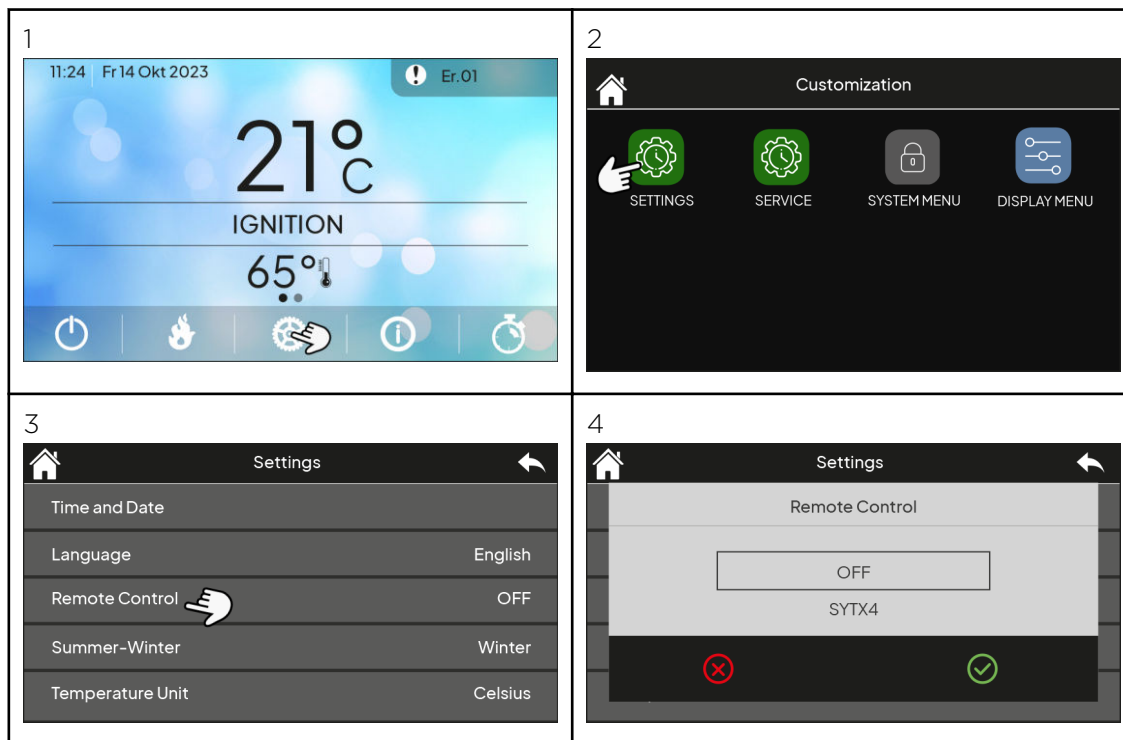 1
11:24 Fr 14 Okt 2023
! Er.01
21°C
IGNITION
65°
i
2
Customization
SETTINGS
SERVICE
SYSTEM MENU
DISPLAY MENU
3
Settings
Time and Date
Language English
Remote Control OFF
Summer-Winter Winter
Temperature Unit Celsius
4
Settings
Remote Control
OFF
SYTX4